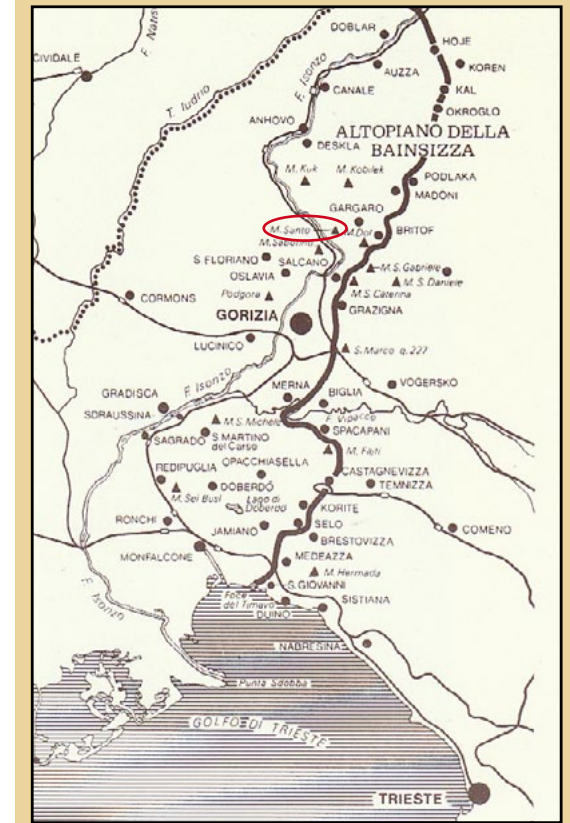 DOBLAR
HOJE
F. Natis
CIVIDALE
F. Isonzo
AUZZA
KOREN
T. Iudrio
CANALE
KAL
OKROGLO
ANHOVO
ALTOPIANO DELLA
BAINSIZZA
DESKLA
M. Kuk
M. Kobilek
PODLAKA
MADONI
GARGARO
M. Santo
M. Dol
BRITOF
M. Sabotino
S. FLORIANO
SALCANO
OSLAVIA
M. S. Gabriele
M. S. Daniele
M. S. Caterina
CORMONS
Podgora
GRAZIGNA
GORIZIA
LUCINICO
S. Marco q. 227
F. Isonzo
MERNA
BIGLIA
VOGERSKO
GRADISCA
SDRAUSSINA
F. Vipacco
M. S. Michele
SPACAPANI
SAGRADO
S. MARTINO
del Carso
M. Faiti
REDIPUGLIA
OPACCHIASELLA
CASTAGNEVIZZA
TEMNIZZA
DOBERDÒ
M. Sei Busi
Lago di
Doberdò
KORITE
RONCHI
JAMIANO
SELO
COMENO
BRESTOVIZZA
MONFALCONE
MEDEAZZA
M. Hermada
F. Isonzo
S. GIOVANNI
Foce
del Timavo
SISTIANA
DUINO
NABRESINA
Punta Sdobba
GOLFO DI TRIESTE
TRIESTE